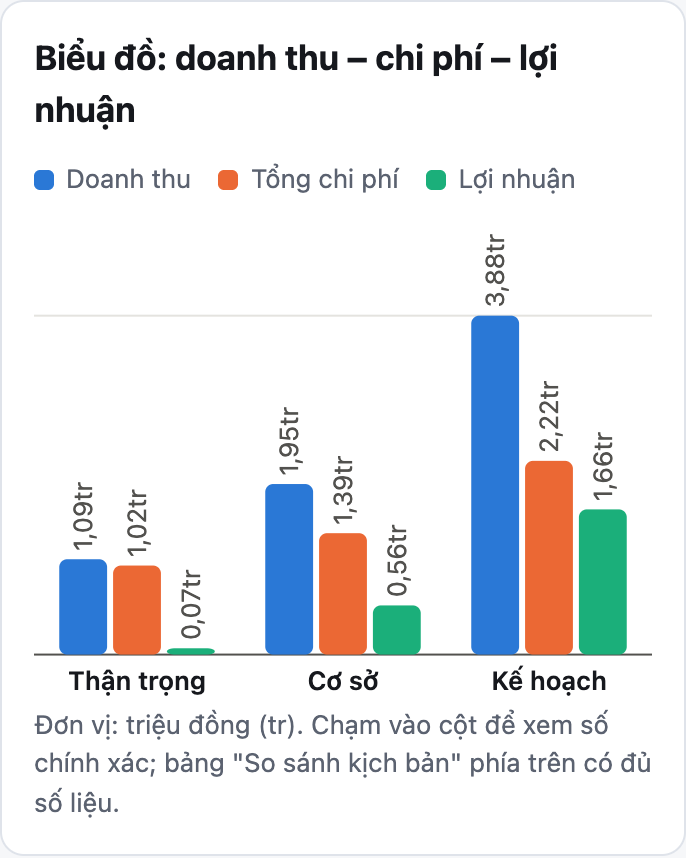 Biểu đồ: doanh thu – chi phí – lợi
nhuận
Doanh thu Tổng chi phí Lợi nhuận
1,09tr 1,02tr 0,07tr 1,95tr 1,39tr 0,56tr 3,88tr 2,22tr 1,66tr
Thận trọng Cơ sở Kế hoạch
Đơn vị: triệu đồng (tr). Chạm vào cột để xem số
chính xác; bảng "So sánh kịch bản" phía trên có đủ
số liệu.